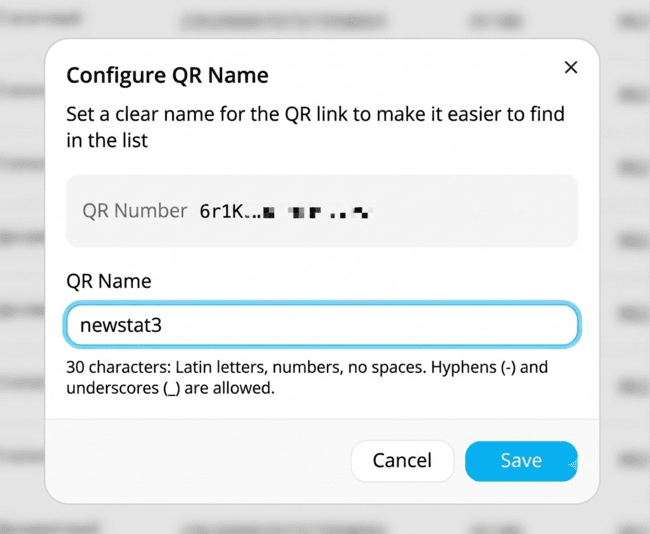 Configure QR Name
Set a clear name for the QR link to make it easier to find
in the list
QR Number 6r1K
QR Name
newstat3
30 characters: Latin letters, numbers, no spaces. Hyphens (-) and
underscores (_) are allowed.
Cancel
Save